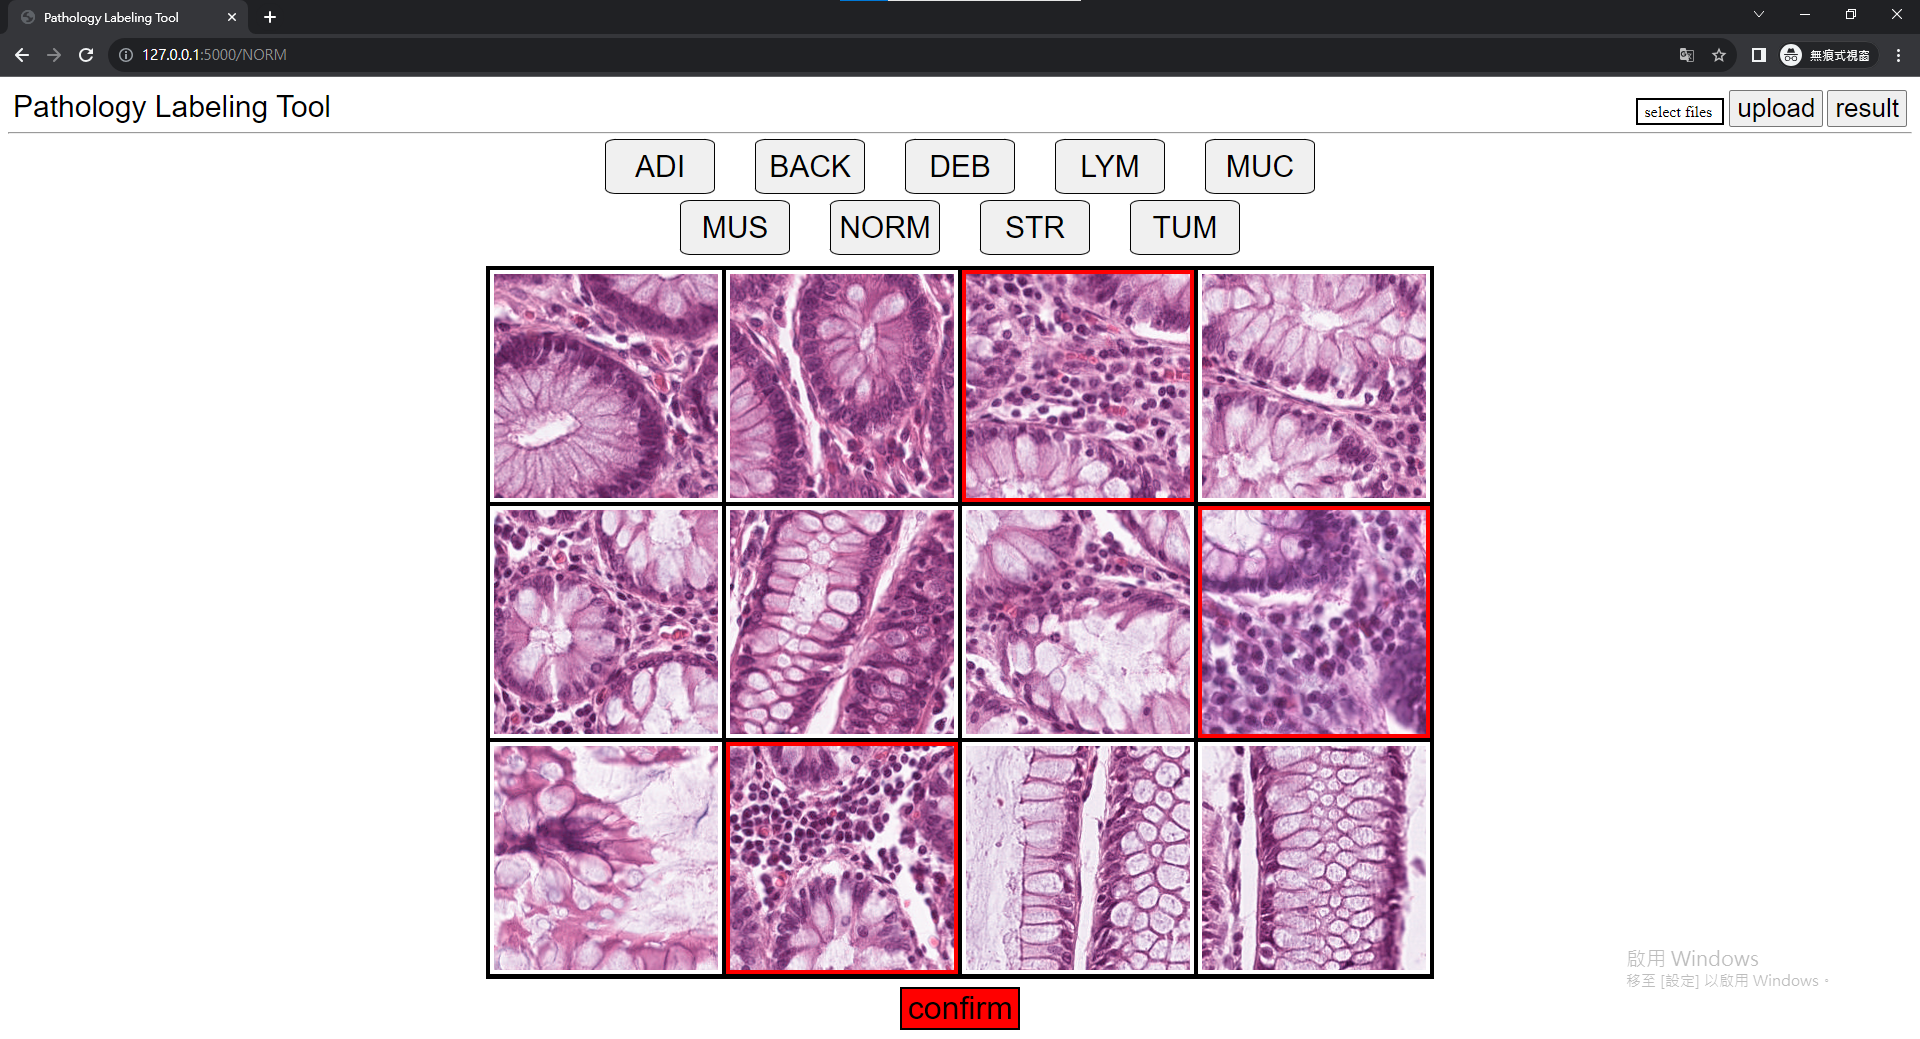 Pathology Labeling Tool
127.0.0.1:5000/NORM
無痕式視窗
Pathology Labeling Tool
select files
upload
result
ADI
BACK
DEB
LYM
MUC
MUS
NORM
STR
TUM
confirm
啟用 Windows
移至 [設定] 以啟用 Windows。